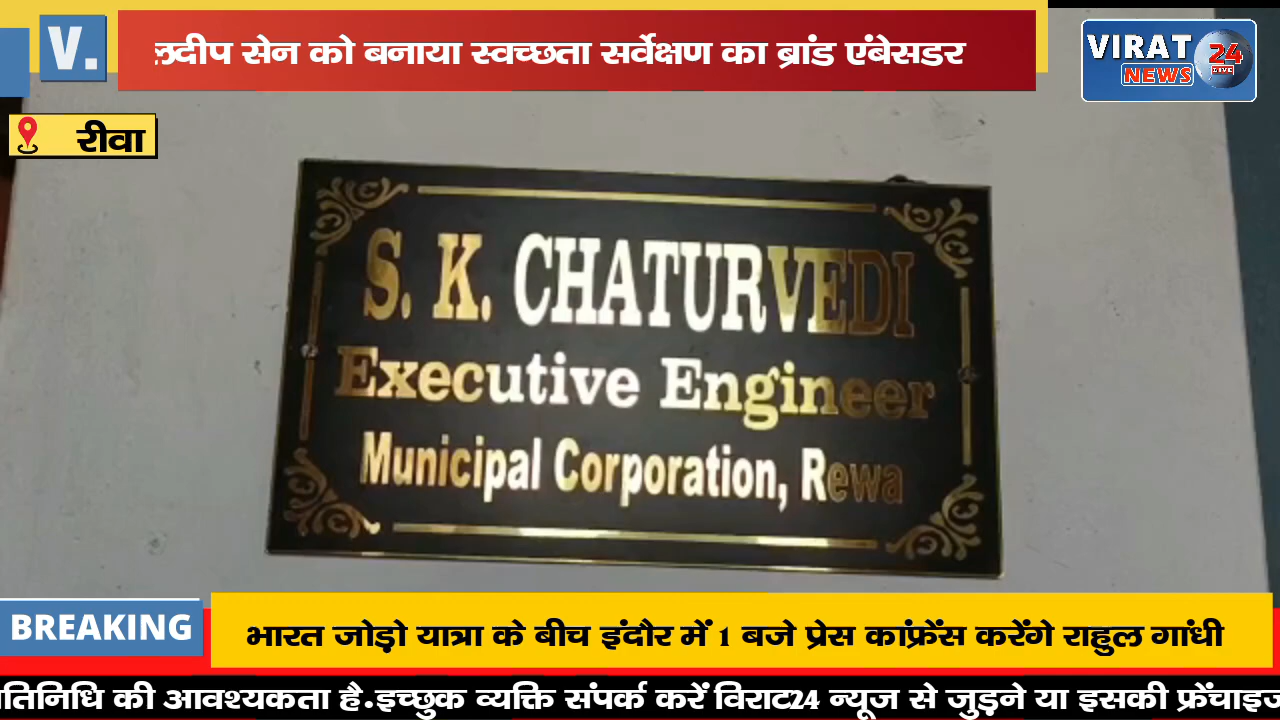 V.
दीप सेन को बनाया स्वच्छता सर्वेक्षण का ब्रांड एंबेसडर
VIRAT
24
NEWS
LIVE
रीवा
S. K. CHATURVEDI
Executive Engineer
Municipal Corporation, Rewa
BREAKING
भारत जोड़ो यात्रा के बीच इंदौर में 1 बजे प्रेस कांफ्रेंस करेंगे राहुल गांधी
की आवश्यकता है.इच्छुक व्यक्ति संपर्क करें विराट24 न्यूज से जुड़ने या इसकी